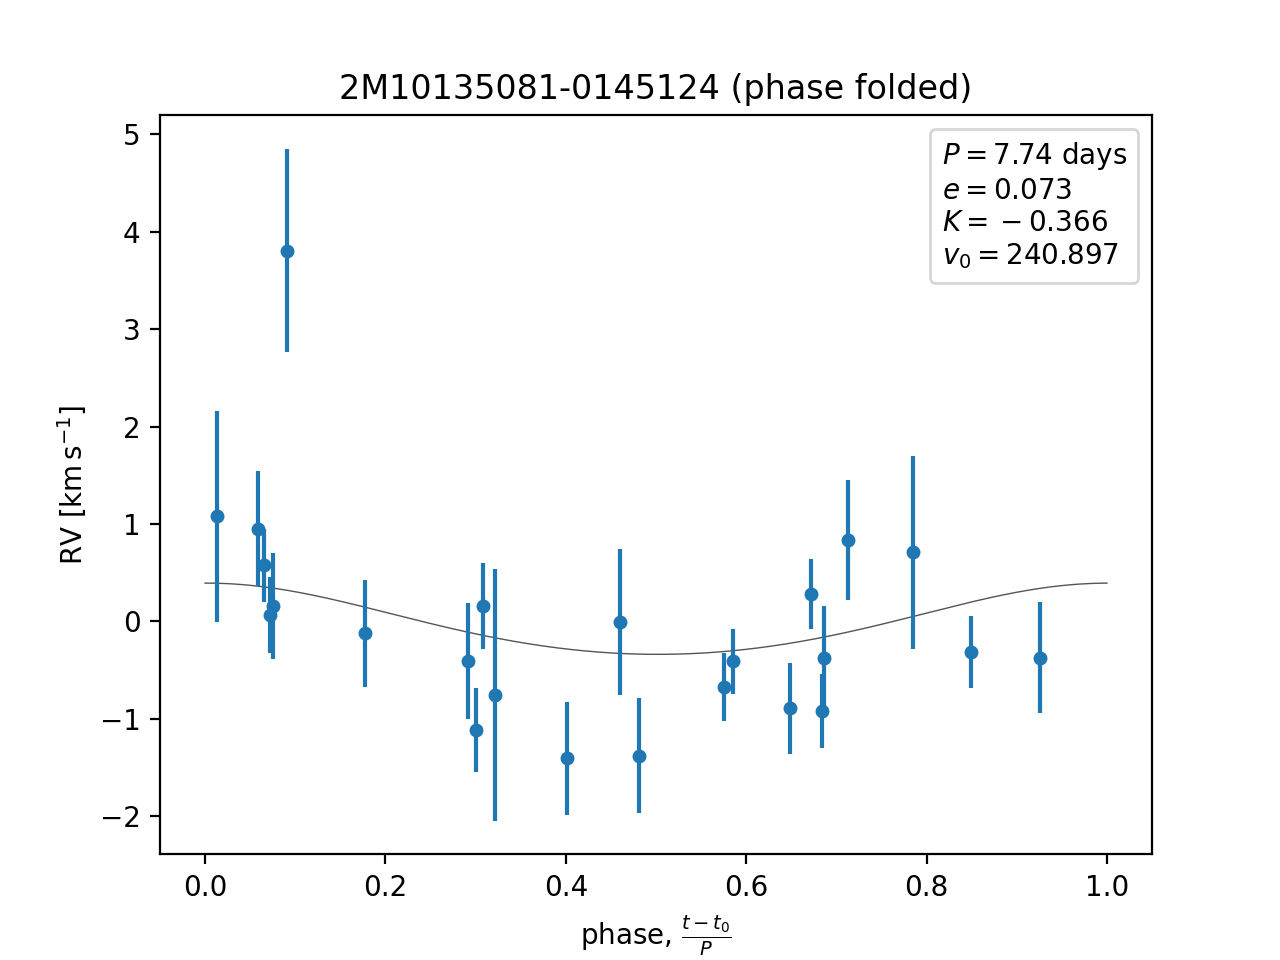 2M10135081-0145124 (phase folded)
P = 7.74 days
e = 0.073
K = −0.366
v₀ = 240.897
RV [km s⁻¹]
5
4
3
2
1
0
−1
−2
0.0 0.2 0.4 0.6 0.8 1.0
phase, (t − t₀)/P